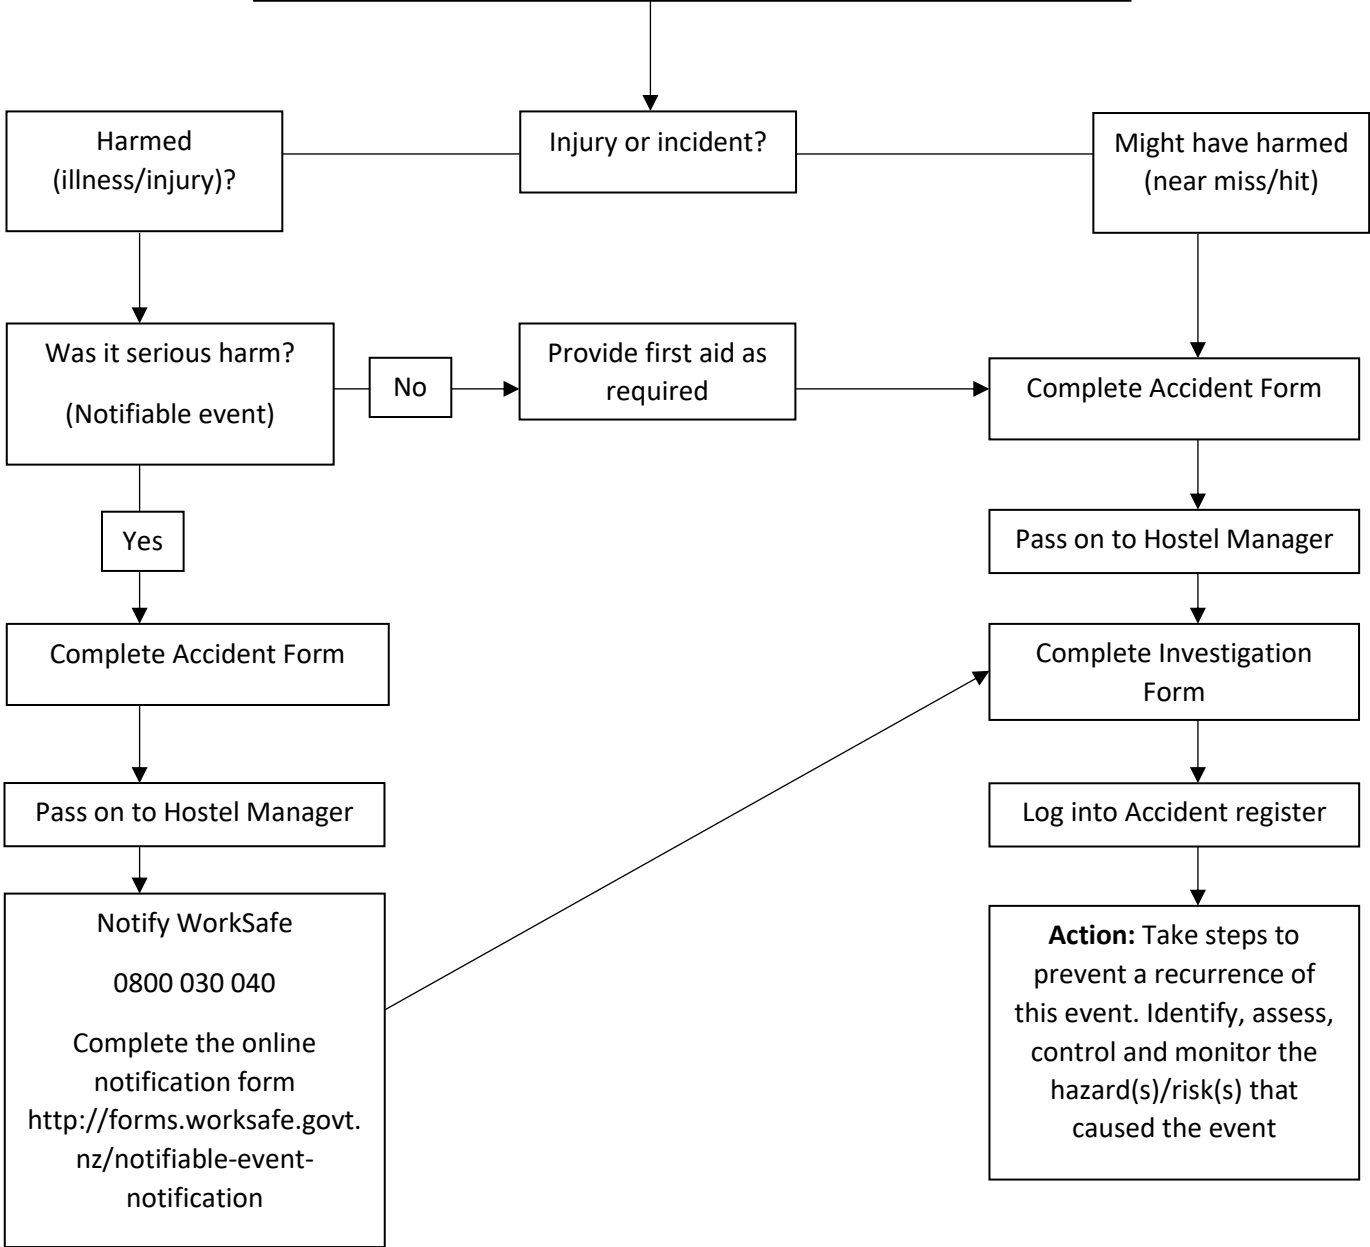 Injury or incident?
Harmed
(illness/injury)?
Might have harmed
(near miss/hit)
Was it serious harm?
(Notifiable event)
No
Provide first aid as
required
Complete Accident Form
Yes
Pass on to Hostel Manager
Complete Accident Form
Complete Investigation
Form
Pass on to Hostel Manager
Log into Accident register
Notify WorkSafe
0800 030 040
Complete the online
notification form
http://forms.worksafe.govt.
nz/notifiable-event-
notification
Action: Take steps to
prevent a recurrence of
this event. Identify, assess,
control and monitor the
hazard(s)/risk(s) that
caused the event